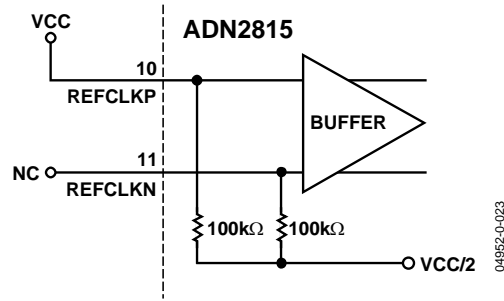 VCC
ADN2815
10
REFCLKP
BUFFER
11
NC
REFCLKN
100kΩ
100kΩ
VCC/2
04952-0-023